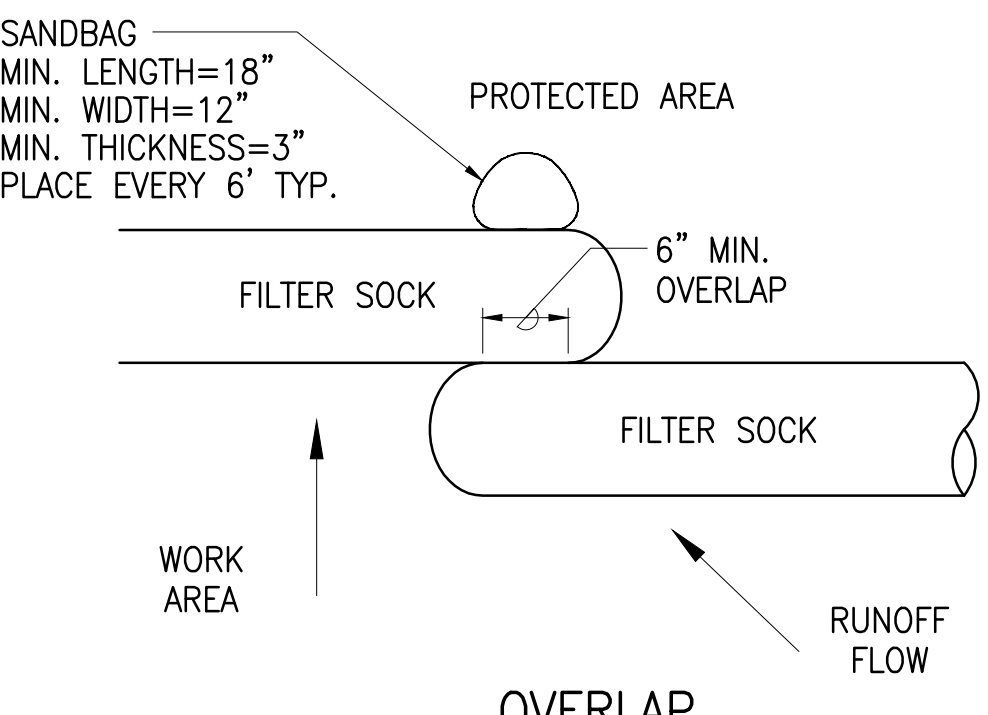 SANDBAG
MIN. LENGTH=18"
MIN. WIDTH=12"
MIN. THICKNESS=3"
PLACE EVERY 6' TYP.
PROTECTED AREA
6" MIN.
OVERLAP
FILTER SOCK
FILTER SOCK
WORK
AREA
RUNOFF
FLOW
OVERLAP